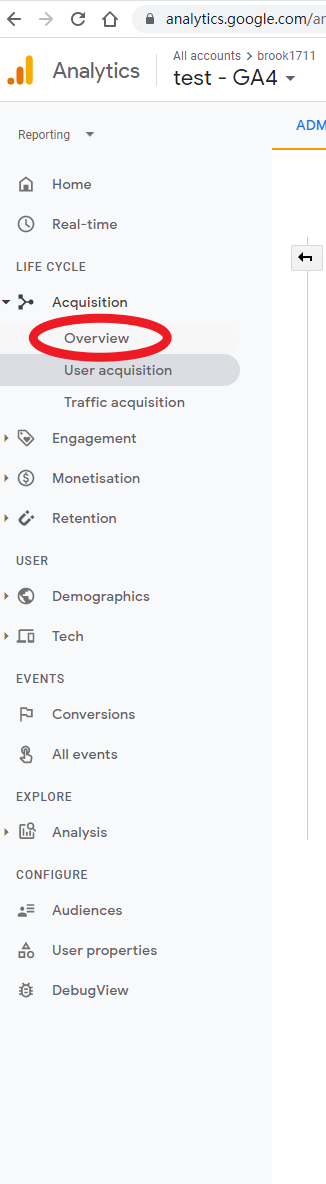 analytics.google.com/an
Analytics
All accounts > brook1711
test - GA4
Reporting
ADM
Home
Real-time
LIFE CYCLE
Acquisition
Overview
User acquisition
Traffic acquisition
Engagement
Monetisation
Retention
USER
Demographics
Tech
EVENTS
Conversions
All events
EXPLORE
Analysis
CONFIGURE
Audiences
User properties
DebugView